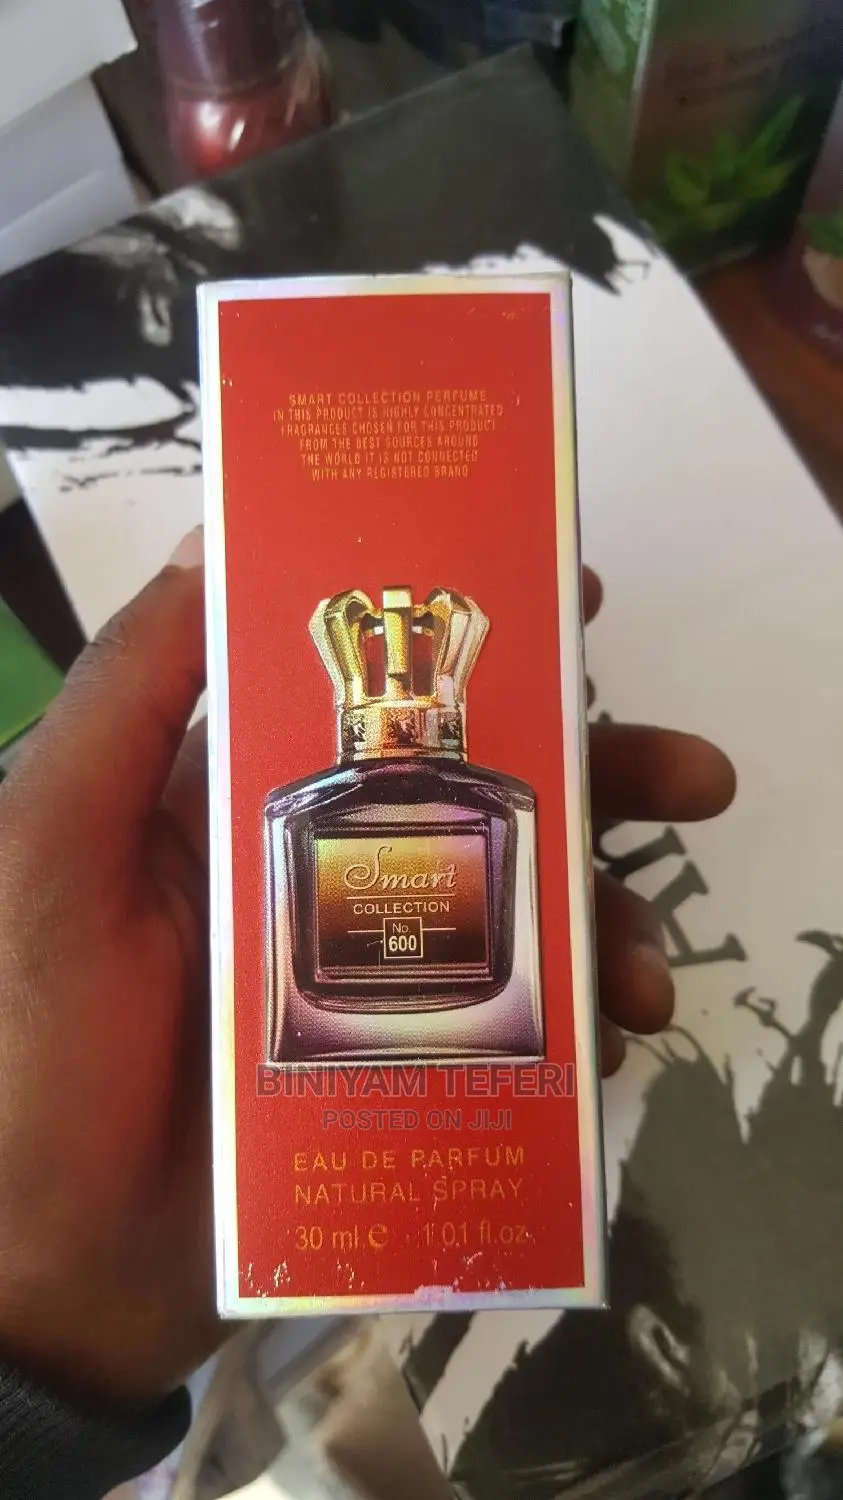 SMART COLLECTION PERFUME
IN THIS PRODUCT IS HIGHLY CONCENTRATED
FRAGRANCES CHOSEN FOR THIS PRODUCT
FROM THE BEST SOURCES AROUND
THE WORLD IT IS NOT CONNECTED
WITH ANY REGISTERED BRAND
Smart
COLLECTION
No.
600
BINIYAM TEFERI
POSTED ON JIJI
EAU DE PARFUM
NATURAL SPRAY
30 ml e 1.01 fl.oz